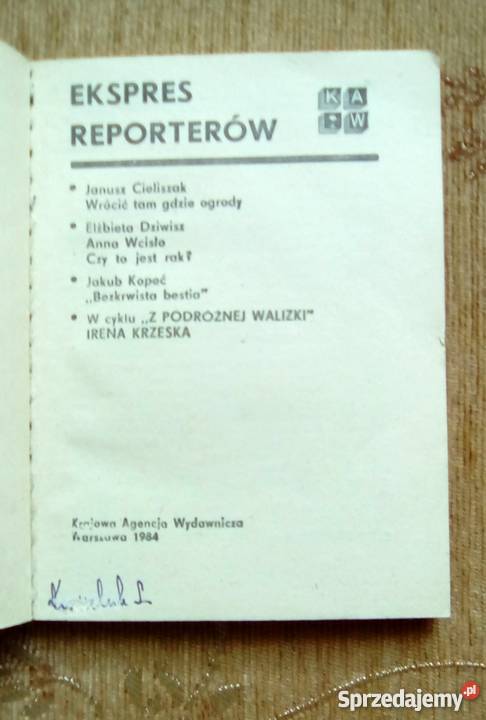 EKSPRES
REPORTERÓW
K A
W
• Janusz Cieliszak
Wrócić tam gdzie ogrody
• Elżbieta Dziwisz
Anna Wcisło
Czy to jest rak?
• Jakub Kopeć
„Bezkrwista bestia”
• W cyklu „Z PODRÓŻNEJ WALIZKI”
IRENA KRZESKA
Krajowa Agencja Wydawnicza
Warszawa 1984
Sprzedajemy.pl